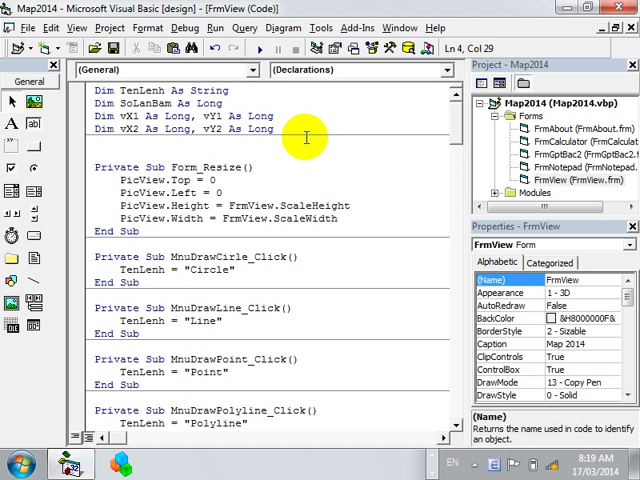 Map2014 - Microsoft Visual Basic [design] - [FrmView (Code)]
File Edit View Project Format Debug Run Query Diagram Tools Add-Ins Window Help
Ln 4, Col 29
General
(General) (Declarations)
Dim TenLenh As String
Dim SoLanBam As Long
Dim vX1 As Long, vY1 As Long
Dim vX2 As Long, vY2 As Long
Private Sub Form_Resize()
PicView.Top = 0
PicView.Left = 0
PicView.Height = FrmView.ScaleHeight
PicView.Width = FrmView.ScaleWidth
End Sub
Private Sub MnuDrawCirle_Click()
TenLenh = "Circle"
End Sub
Private Sub MnuDrawLine_Click()
TenLenh = "Line"
End Sub
Private Sub MnuDrawPoint_Click()
TenLenh = "Point"
End Sub
Private Sub MnuDrawPolyline_Click()
TenLenh = "Polyline"
Project - Map2014
Map2014 (Map2014.vbp)
Forms
FrmAbout (FrmAbout.frm)
FrmCalculator (FrmCalculator
FrmGptBac2 (FrmGptBac2.
FrmNotepad (FrmNotepad.
FrmView (FrmView.frm)
Modules
Properties - FrmView
FrmView Form
Alphabetic Categorized
(Name) FrmView
Appearance 1 - 3D
AutoRedraw False
BackColor &H8000000F&
BorderStyle 2 - Sizable
Caption Map 2014
ClipControls True
ControlBox True
DrawMode 13 - Copy Pen
DrawStyle 0 - Solid
(Name)
Returns the name used in code to identify
an object.
EN
8:19 AM
17/03/2014